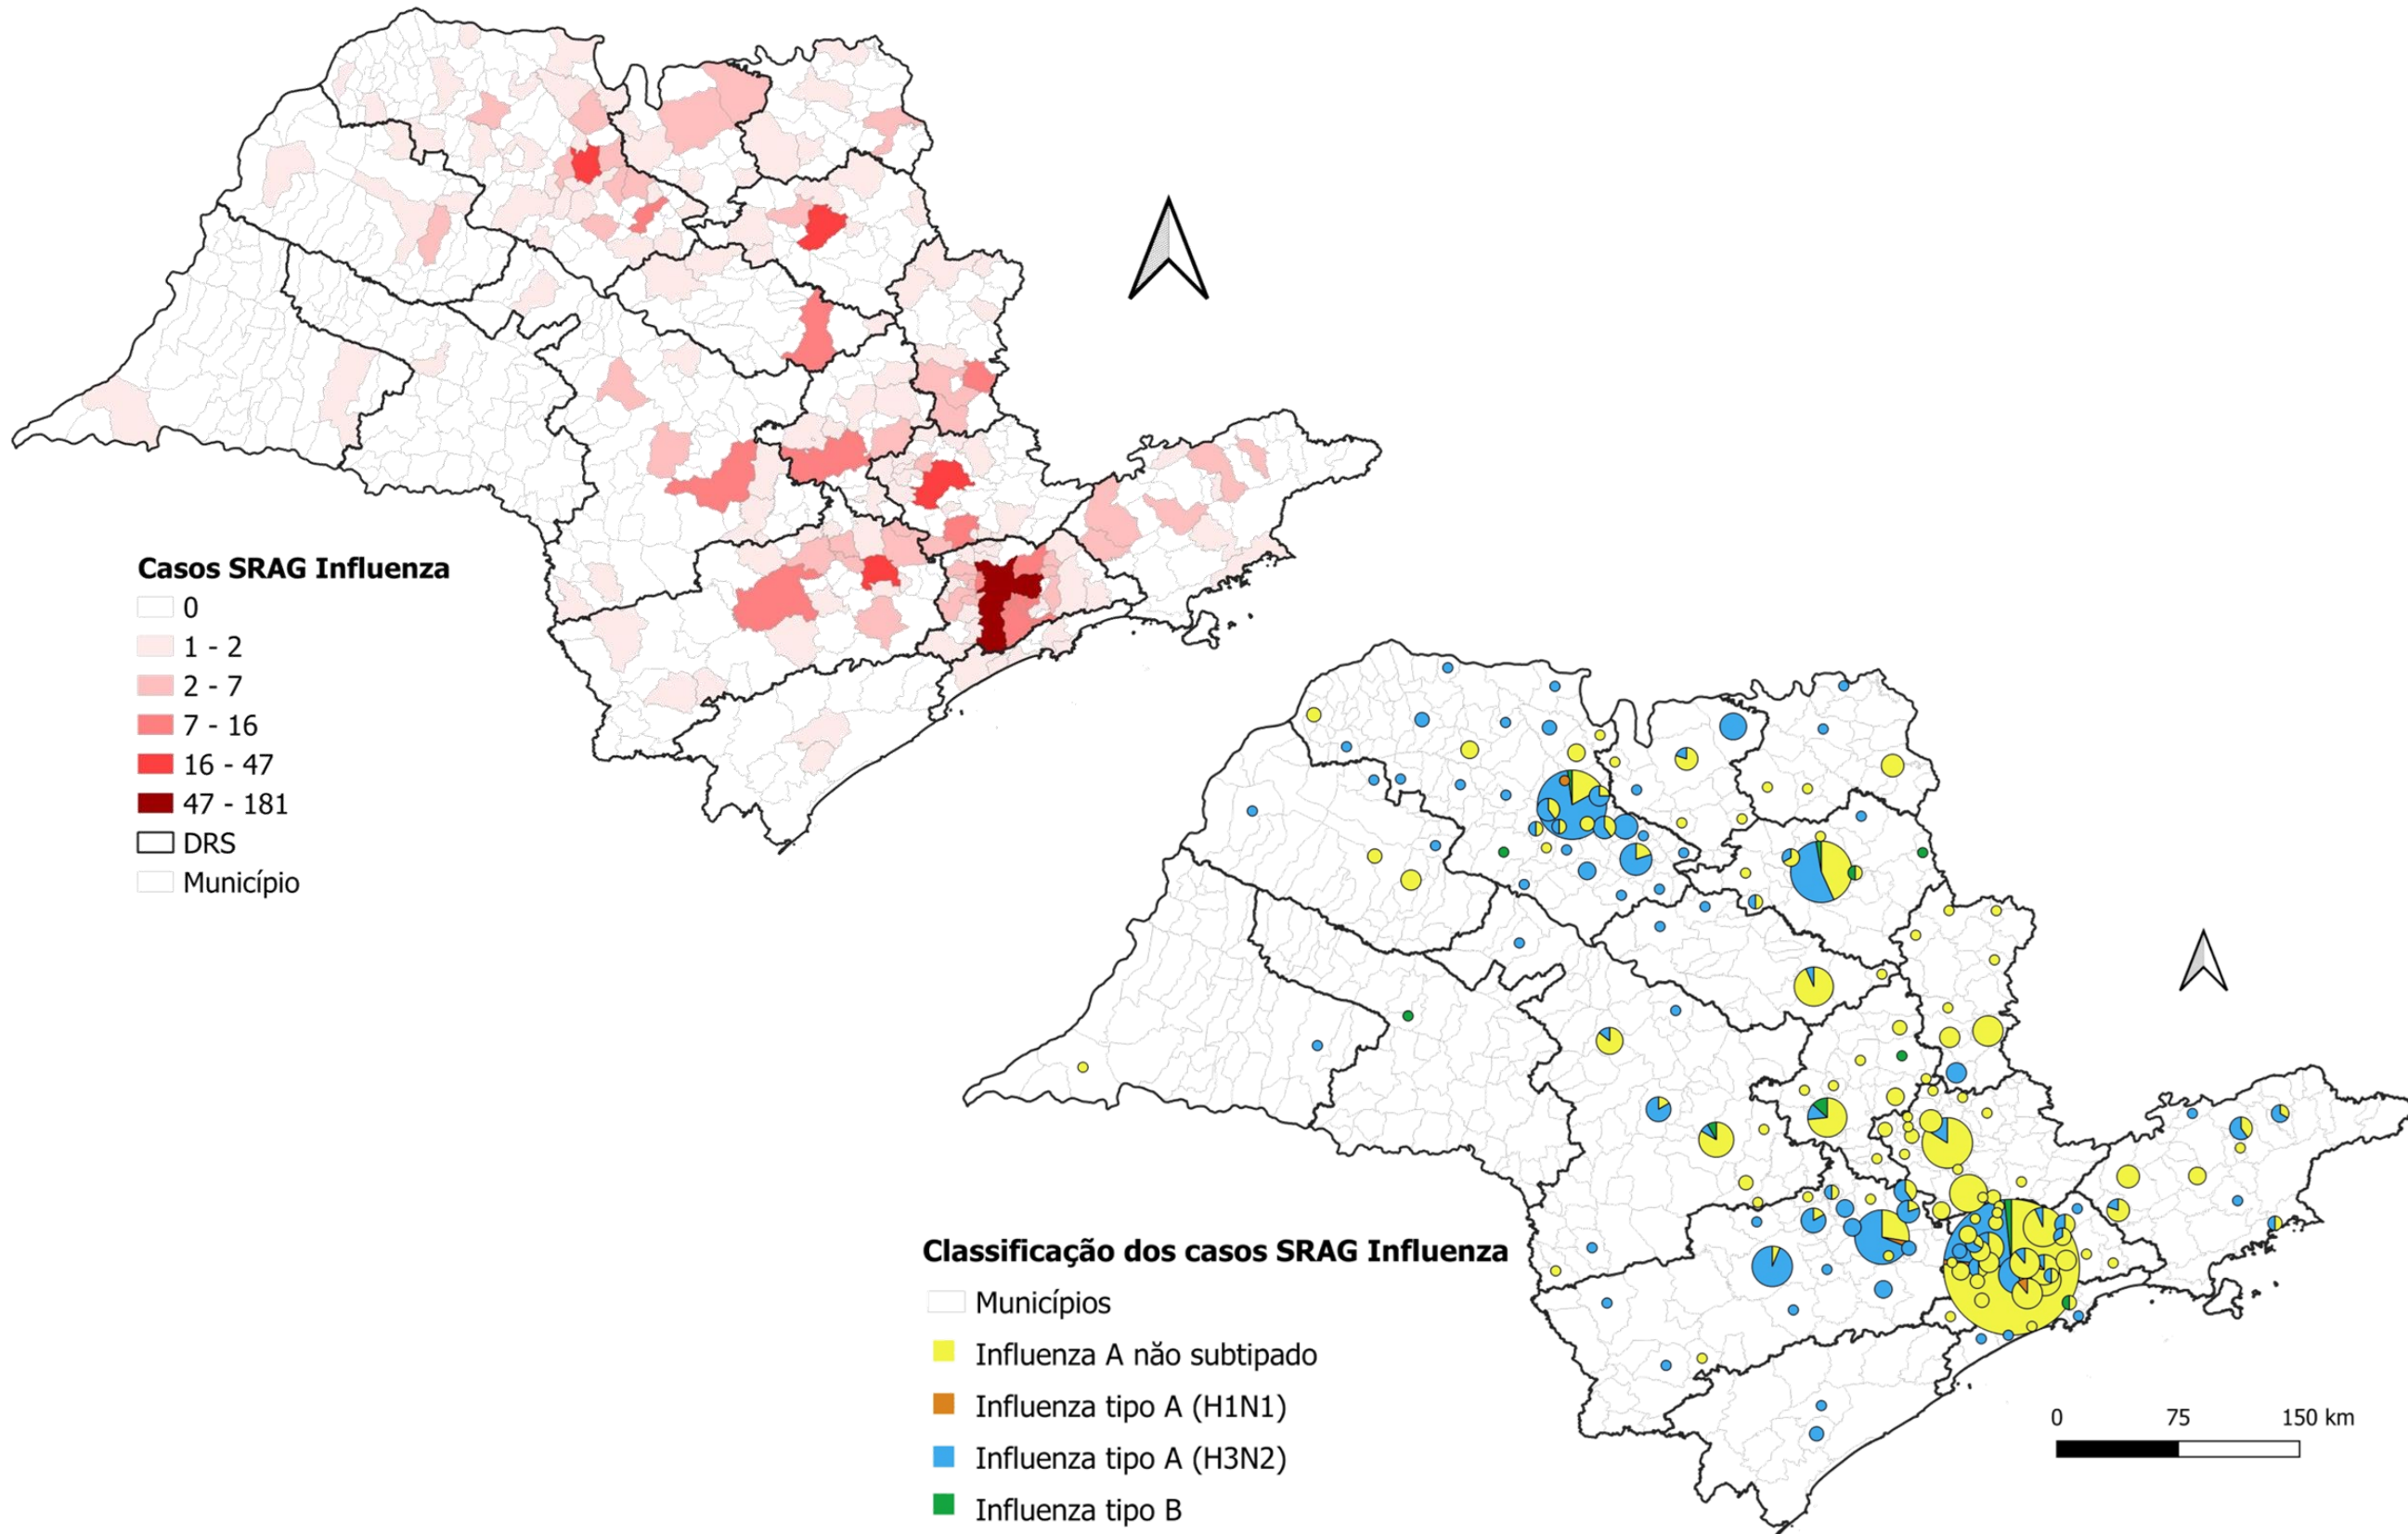 Casos SRAG Influenza
0
1 - 2
2 - 7
7 - 16
16 - 47
47 - 181
DRS
Município
Classificação dos casos SRAG Influenza
Municípios
Influenza A não subtipado
Influenza tipo A (H1N1)
Influenza tipo A (H3N2)
Influenza tipo B
0 75 150 km